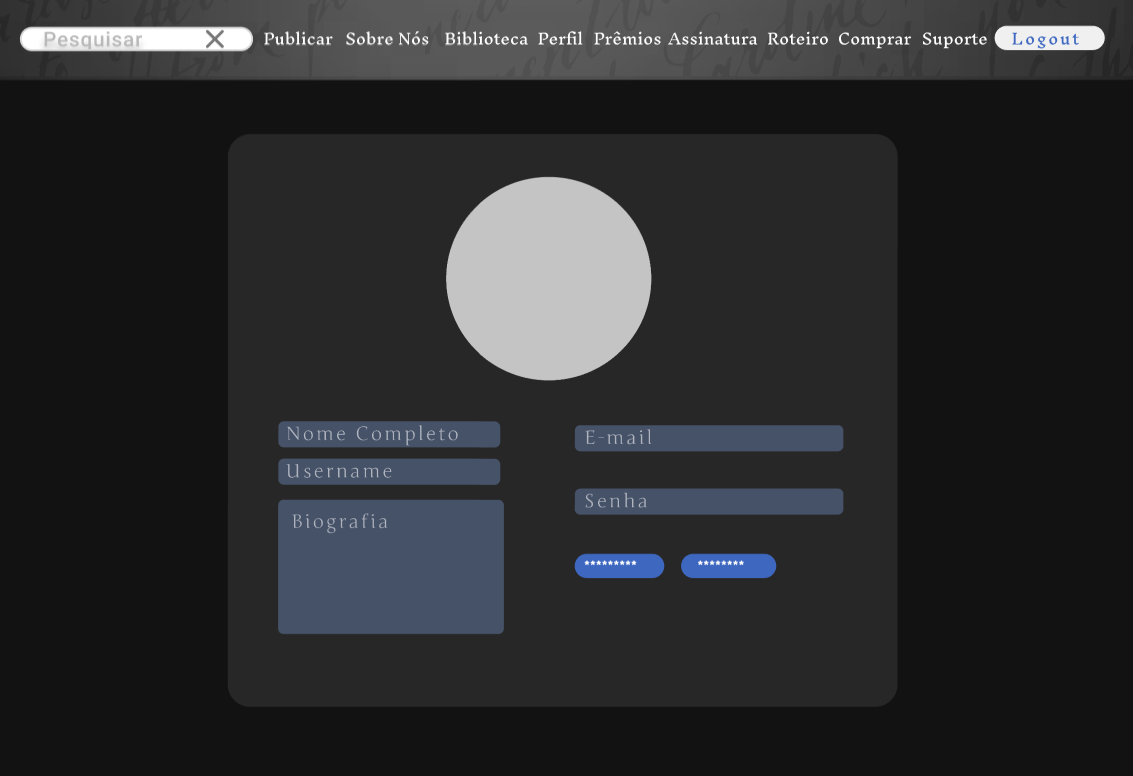 Pesquisar Publicar Sobre Nós Biblioteca Perfil Prêmios Assinatura Roteiro Comprar Suporte Logout
Nome Completo
Username
Biografia
E-mail
Senha
********* ********